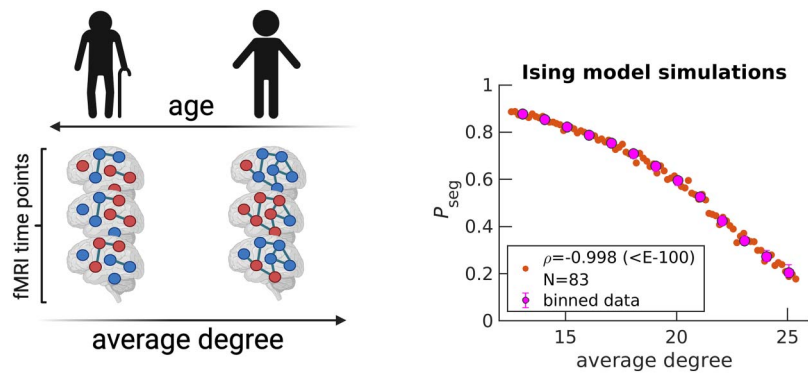 age
fMRI time points
average degree
Ising model simulations
1
0.8
0.6
0.4
0.2
0
P_seg
ρ=-0.998 (<E-100)
N=83
binned data
15
20
25
average degree